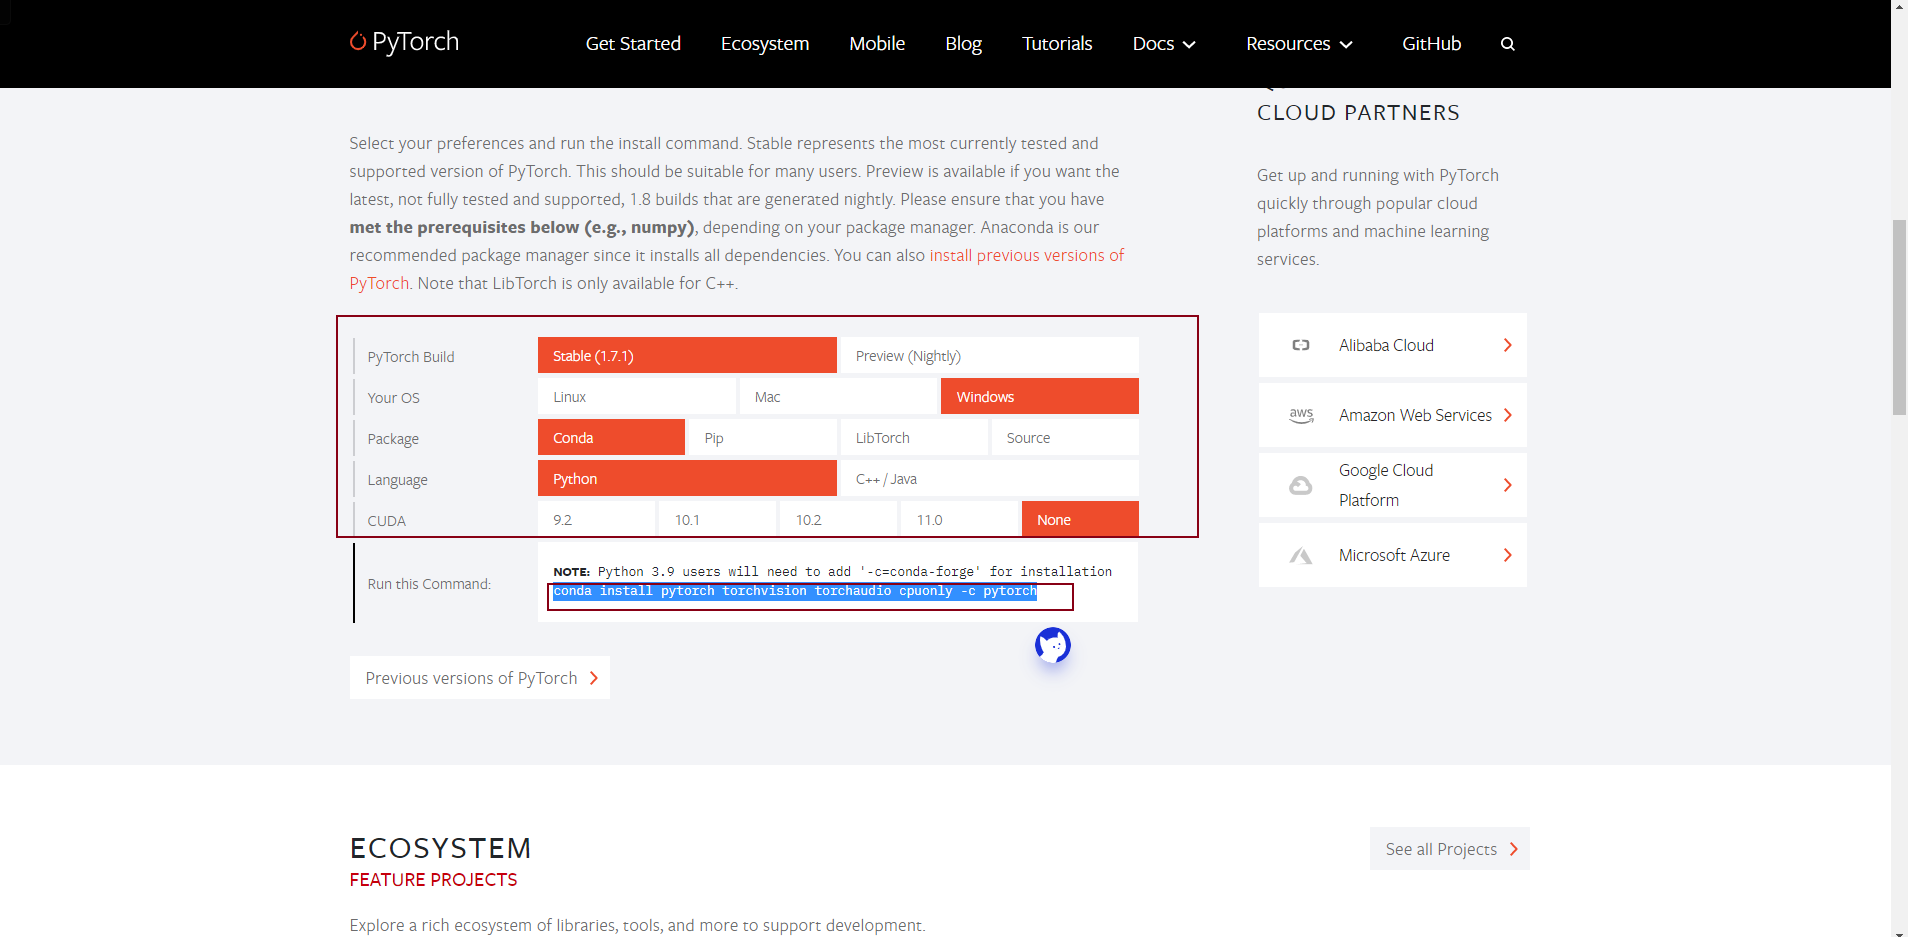 PyTorch
Get Started
Ecosystem
Mobile
Blog
Tutorials
Docs
Resources
GitHub
Select your preferences and run the install command. Stable represents the most currently tested and
supported version of PyTorch. This should be suitable for many users. Preview is available if you want the
latest, not fully tested and supported, 1.8 builds that are generated nightly. Please ensure that you have
met the prerequisites below (e.g., numpy), depending on your package manager. Anaconda is our
recommended package manager since it installs all dependencies. You can also install previous versions of
PyTorch. Note that LibTorch is only available for C++.
PyTorch Build
Stable (1.7.1)
Preview (Nightly)
Your OS
Linux
Mac
Windows
Package
Conda
Pip
LibTorch
Source
Language
Python
C++ / Java
CUDA
9.2
10.1
10.2
11.0
None
Run this Command:
NOTE: Python 3.9 users will need to add '-c=conda-forge' for installation
conda install pytorch torchvision torchaudio cpuonly -c pytorch
Previous versions of PyTorch
CLOUD PARTNERS
Get up and running with PyTorch
quickly through popular cloud
platforms and machine learning
services.
Alibaba Cloud
aws
Amazon Web Services
Google Cloud
Platform
Microsoft Azure
ECOSYSTEM
FEATURE PROJECTS
See all Projects
Explore a rich ecosystem of libraries, tools, and more to support development.